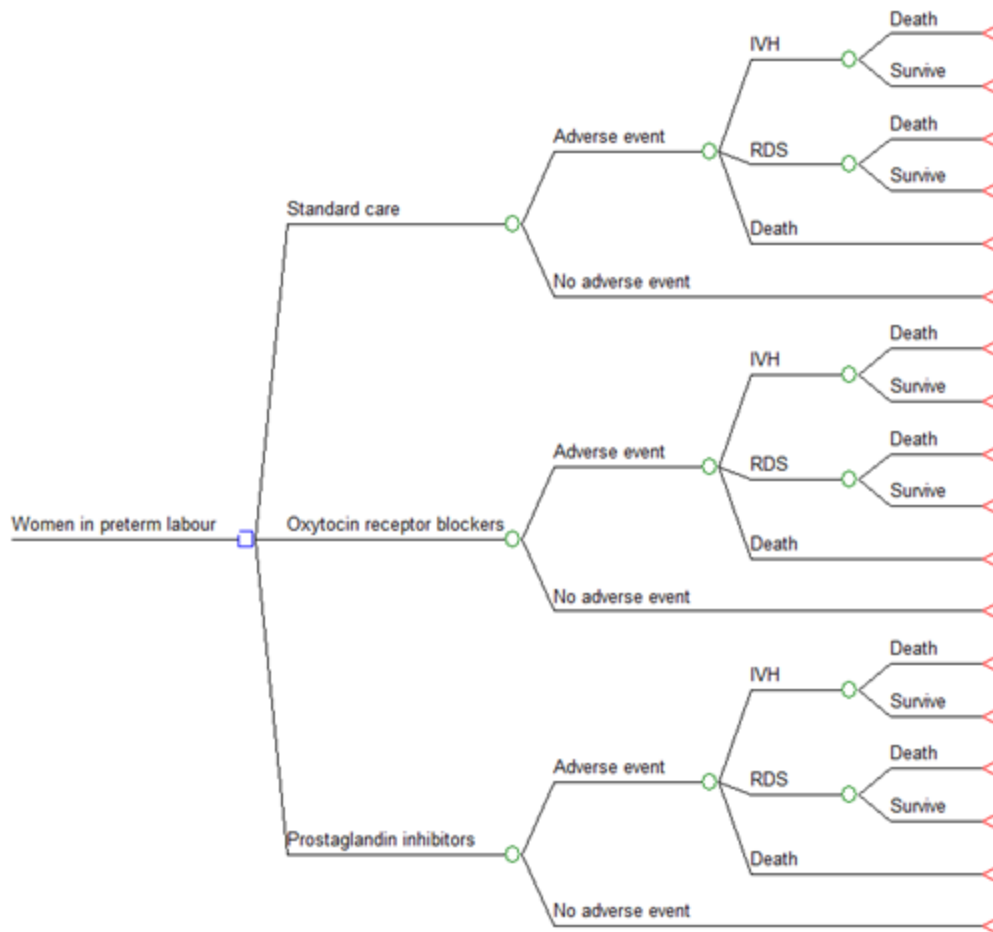 Death
IVH
Survive
Adverse event
Death
RDS
Survive
Standard care
Death
No adverse event
Death
IVH
Survive
Adverse event
Death
RDS
Survive
Women in preterm labour
Oxytocin receptor blockers
Death
No adverse event
Death
IVH
Survive
Adverse event
Death
RDS
Survive
Prostaglandin inhibitors
Death
No adverse event